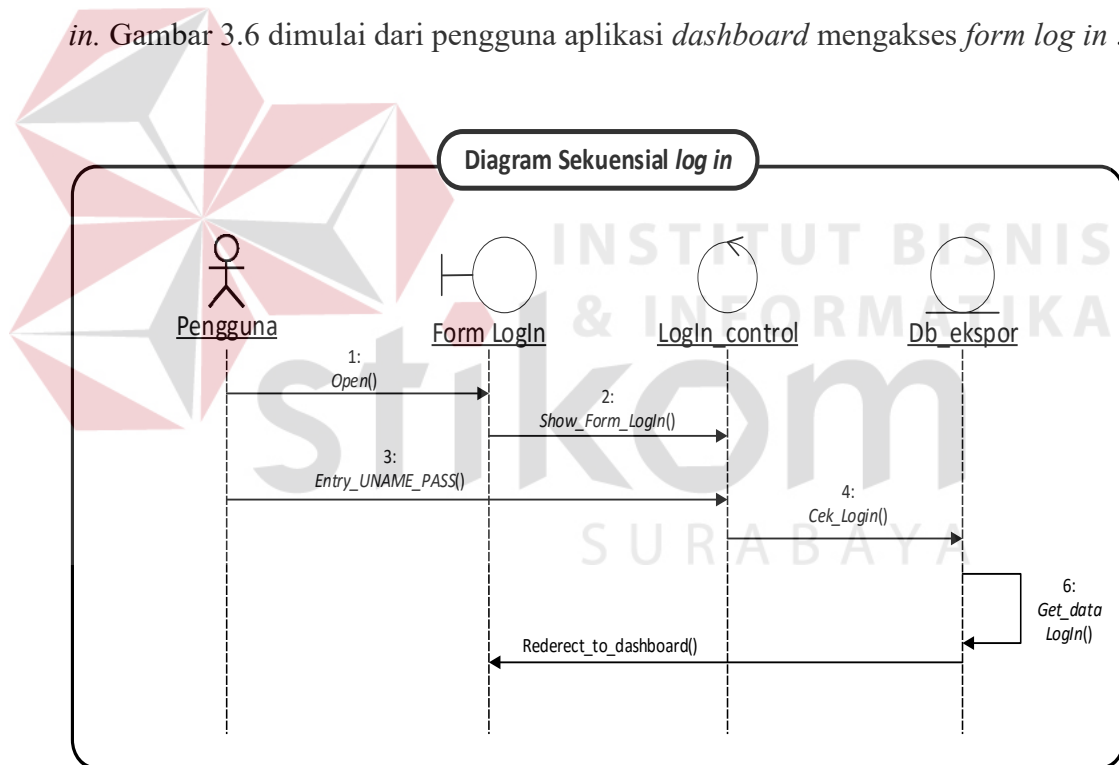 in. Gambar 3.6 dimulai dari pengguna aplikasi dashboard mengakses form log in
Diagram Sekuensial log in
INSTITUT BISNIS
& INFORMATIKA
stikom
SURABAYA
Pengguna
Form LogIn
LogIn_control
Db_ekspor
1:
Open()
2:
Show_Form_LogIn()
3:
Entry_UNAME_PASS()
4:
Cek_Login()
6:
Get_data
LogIn()
Rederect_to_dashboard()